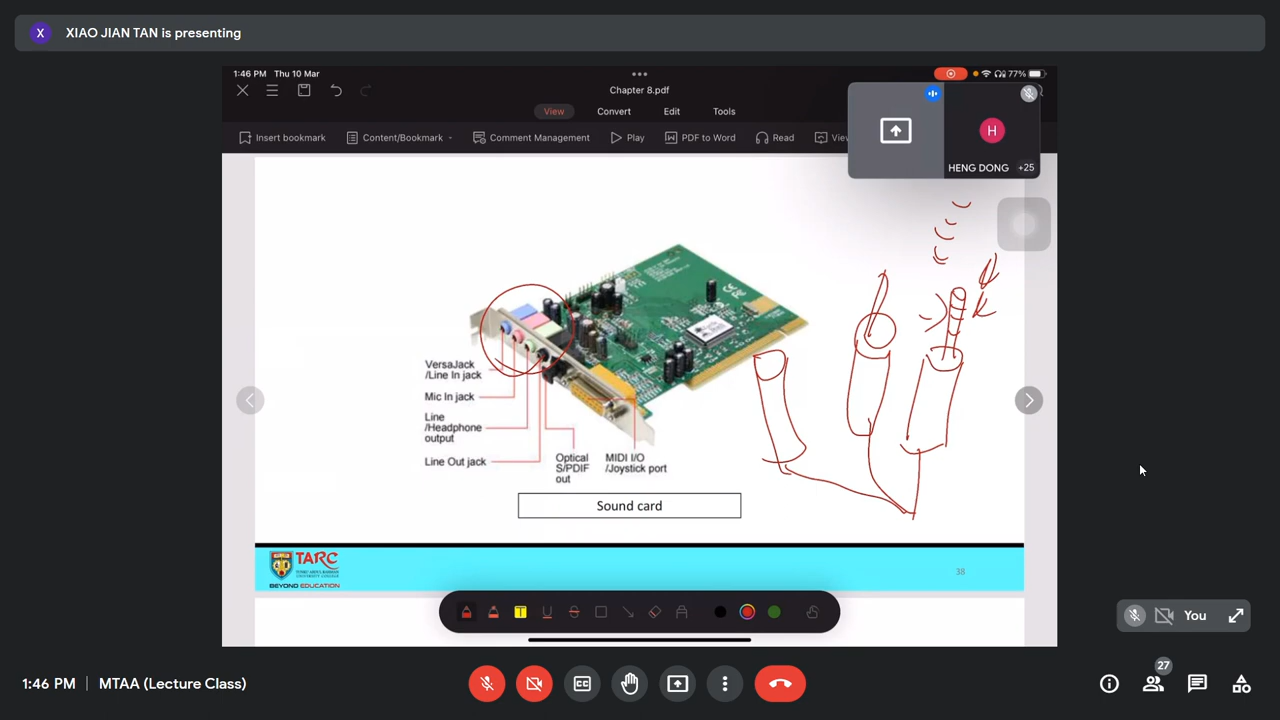 X XIAO JIAN TAN is presenting
1:46 PM Thu 10 Mar
77%
Chapter 8.pdf
View Convert Edit Tools
Insert bookmark Content/Bookmark Comment Management Play PDF to Word Read
H
HENG DONG +25
VersaJack
/Line In jack
Mic In jack
Line
/Headphone
output
Line Out jack
Optical
S/PDIF
out
MIDI I/O
/Joystick port
Sound card
TARC
BEYOND EDUCATION
38
T U S
You
1:46 PM | MTAA (Lecture Class)
CC
27